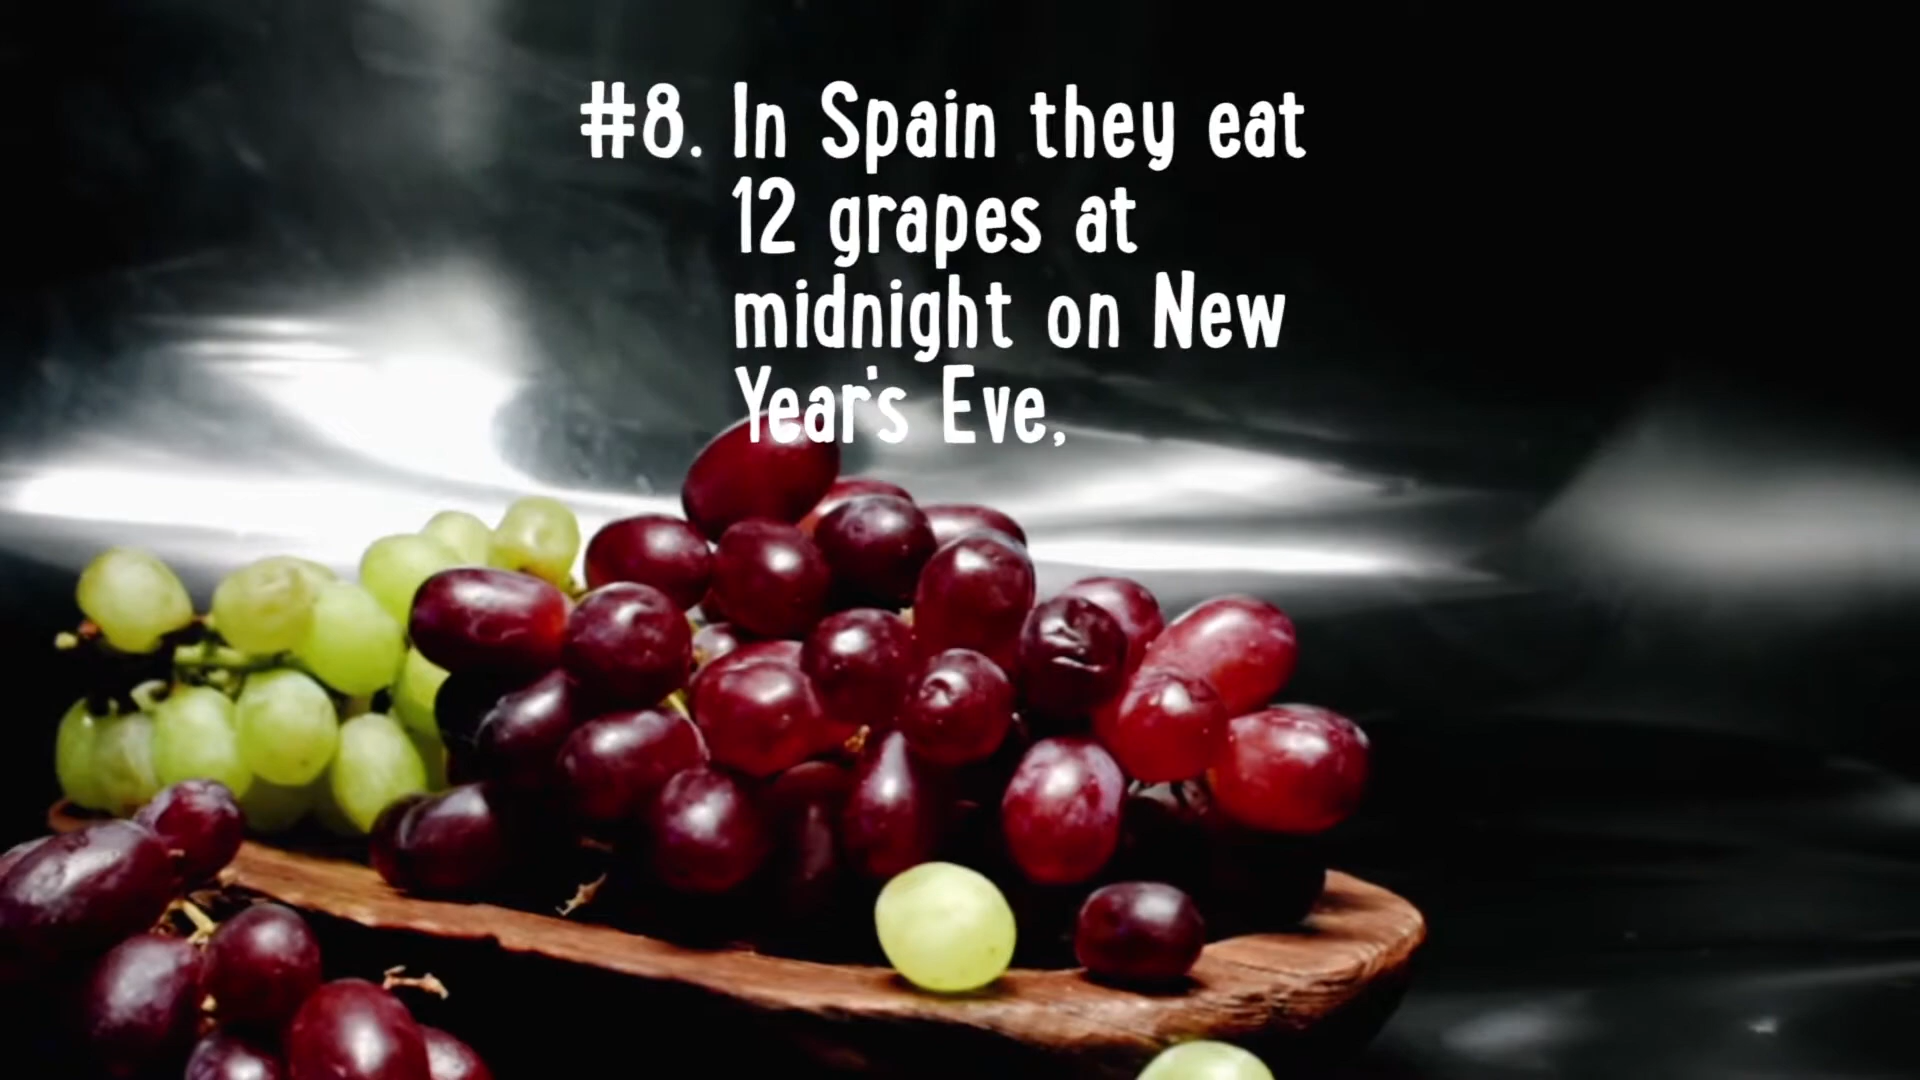 #8. In Spain they eat
12 grapes at
midnight on New
Year's Eve,